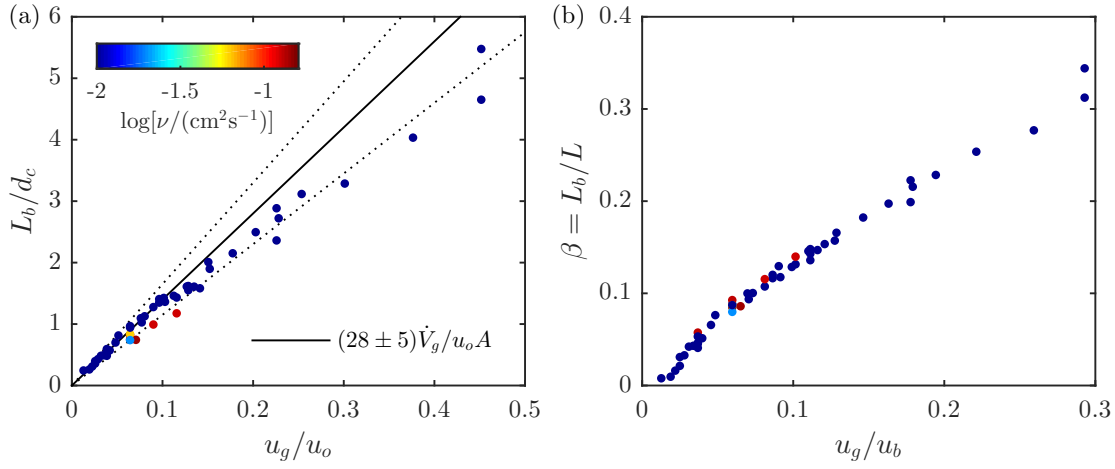 (a)
6
5
4
3
2
1
0
L_b/d_c
-2 -1.5 -1
log[ν/(cm²s⁻¹)]
(28 ± 5)V̇_g/u_oA
0 0.1 0.2 0.3 0.4 0.5
u_g/u_o
(b)
0.4
0.3
0.2
0.1
0
β = L_b/L
0 0.1 0.2 0.3
u_g/u_b